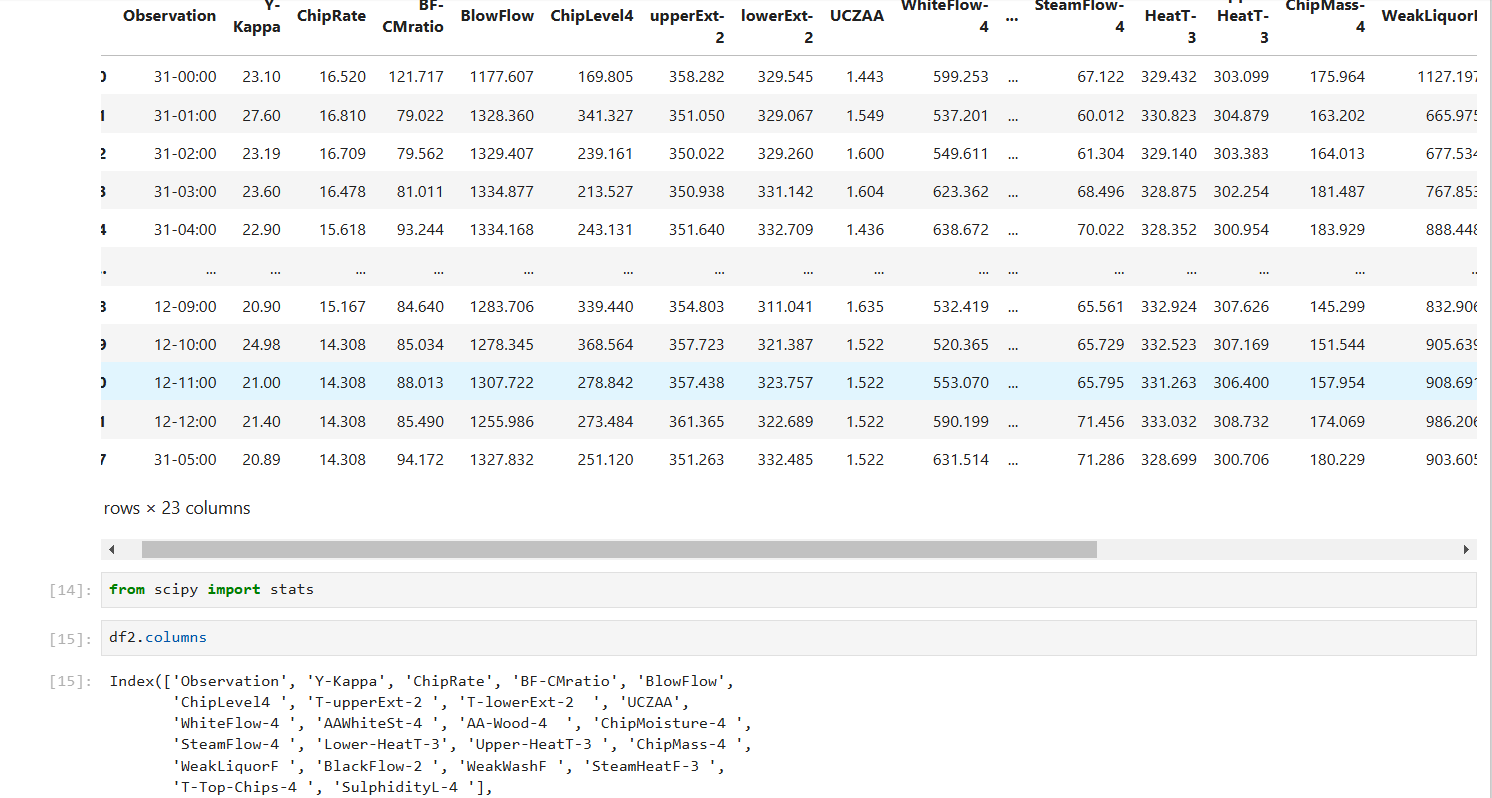 Y- BF- WhiteFlow- SteamFlow- ChipMass-
Observation ChipRate BlowFlow ChipLevel4 upperExt- lowerExt- UCZAA ... HeatT- HeatT- WeakLiquorF
Kappa CMratio 2 2 4 4 3 3 4
0 31-00:00 23.10 16.520 121.717 1177.607 169.805 358.282 329.545 1.443 599.253 ... 67.122 329.432 303.099 175.964 1127.197
1 31-01:00 27.60 16.810 79.022 1328.360 341.327 351.050 329.067 1.549 537.201 ... 60.012 330.823 304.879 163.202 665.975
2 31-02:00 23.19 16.709 79.562 1329.407 239.161 350.022 329.260 1.600 549.611 ... 61.304 329.140 303.383 164.013 677.534
3 31-03:00 23.60 16.478 81.011 1334.877 213.527 350.938 331.142 1.604 623.362 ... 68.496 328.875 302.254 181.487 767.853
4 31-04:00 22.90 15.618 93.244 1334.168 243.131 351.640 332.709 1.436 638.672 ... 70.022 328.352 300.954 183.929 888.448
.. ... ... ... ... ... ... ... ... ... ... ... ... ... ... ... ..
8 12-09:00 20.90 15.167 84.640 1283.706 339.440 354.803 311.041 1.635 532.419 ... 65.561 332.924 307.626 145.299 832.906
9 12-10:00 24.98 14.308 85.034 1278.345 368.564 357.723 321.387 1.522 520.365 ... 65.729 332.523 307.169 151.544 905.639
0 12-11:00 21.00 14.308 88.013 1307.722 278.842 357.438 323.757 1.522 553.070 ... 65.795 331.263 306.400 157.954 908.691
1 12-12:00 21.40 14.308 85.490 1255.986 273.484 361.365 322.689 1.522 590.199 ... 71.456 333.032 308.732 174.069 986.206
7 31-05:00 20.89 14.308 94.172 1327.832 251.120 351.263 332.485 1.522 631.514 ... 71.286 328.699 300.706 180.229 903.605
rows × 23 columns
[14]: from scipy import stats
[15]: df2.columns
[15]: Index(['Observation', 'Y-Kappa', 'ChipRate', 'BF-CMratio', 'BlowFlow',
'ChipLevel4 ', 'T-upperExt-2 ', 'T-lowerExt-2  ', 'UCZAA',
'WhiteFlow-4 ', 'AAWhiteSt-4 ', 'AA-Wood-4  ', 'ChipMoisture-4 ',
'SteamFlow-4 ', 'Lower-HeatT-3', 'Upper-HeatT-3 ', 'ChipMass-4 ',
'WeakLiquorF ', 'BlackFlow-2 ', 'WeakWashF ', 'SteamHeatF-3 ',
'T-Top-Chips-4 ', 'SulphidityL-4 '],